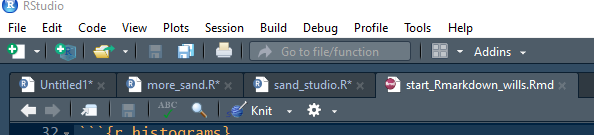 RStudio
File Edit Code View Plots Session Build Debug Profile Tools Help
Go to file/function Addins
Untitled1* more_sand.R* sand_studio.R* start_Rmarkdown_wills.Rmd
ABC Knit
32 ```{r histograms}